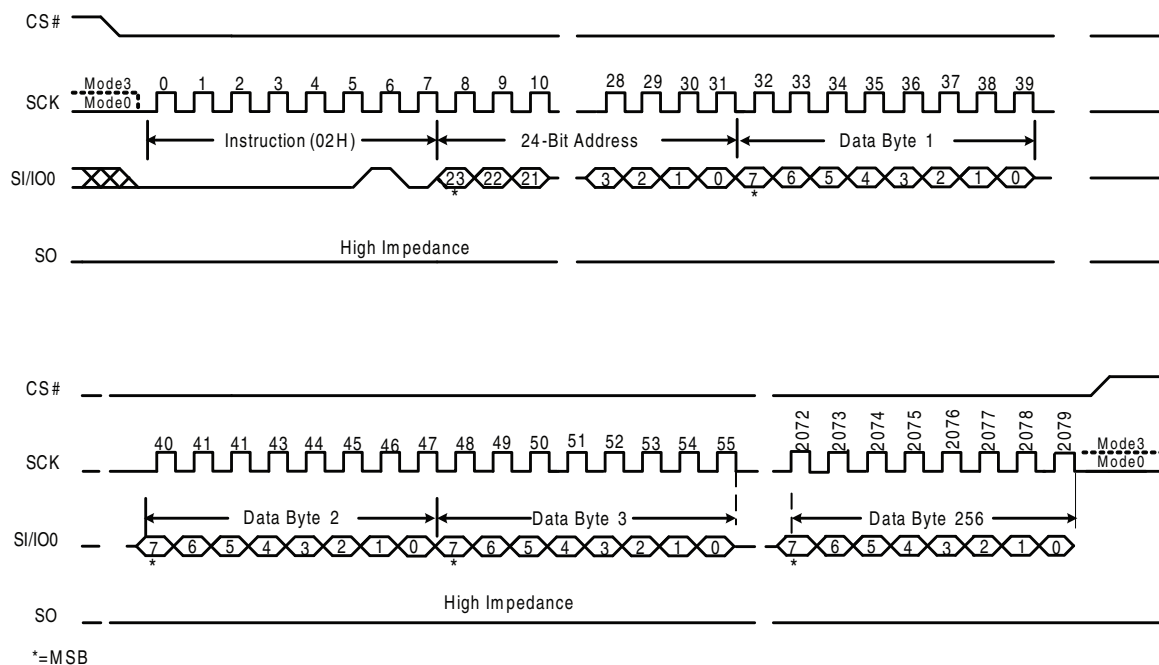 CS#
SCK
Mode3
Mode0
0 1 2 3 4 5 6 7 8 9 10 28 29 30 31 32 33 34 35 36 37 38 39
Instruction (02H) 24-Bit Address Data Byte 1
SI/IO0
23 22 21 3 2 1 0 7 6 5 4 3 2 1 0
* *
SO
High Impedance
CS#
SCK
40 41 41 43 44 45 46 47 48 49 50 51 52 53 54 55 2072 2073 2074 2075 2076 2077 2078 2079
Mode3
Mode0
Data Byte 2 Data Byte 3 Data Byte 256
SI/IO0
7 6 5 4 3 2 1 0 7 6 5 4 3 2 1 0 7 6 5 4 3 2 1 0
* * *
SO
High Impedance
*=MSB